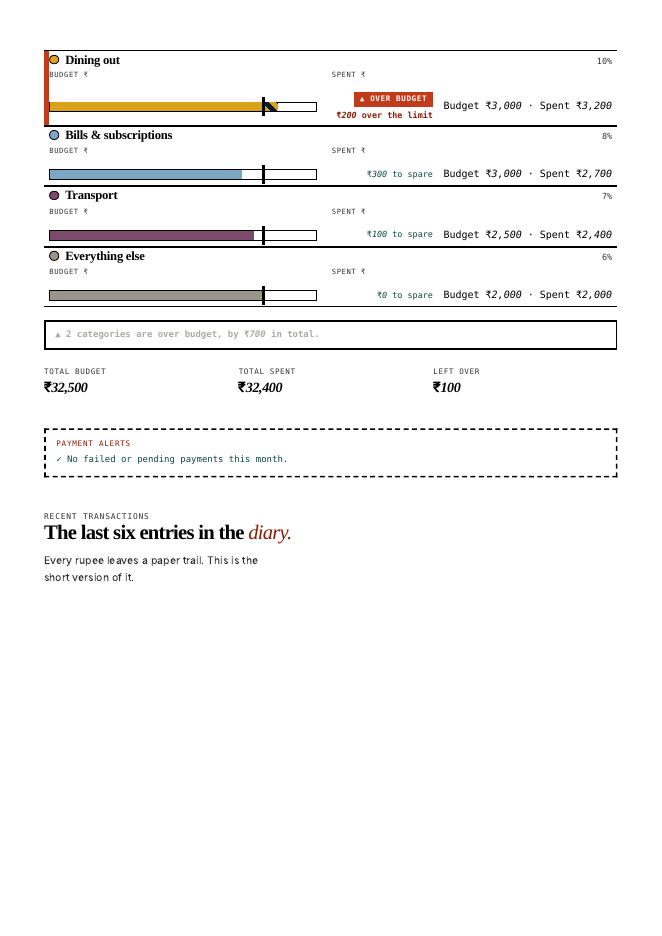 Dining out 10%
BUDGET ₹ SPENT ₹
▲ OVER BUDGET
₹200 over the limit
Budget ₹3,000 · Spent ₹3,200
Bills & subscriptions 8%
BUDGET ₹ SPENT ₹
₹300 to spare Budget ₹3,000 · Spent ₹2,700
Transport 7%
BUDGET ₹ SPENT ₹
₹100 to spare Budget ₹2,500 · Spent ₹2,400
Everything else 6%
BUDGET ₹ SPENT ₹
₹0 to spare Budget ₹2,000 · Spent ₹2,000
▲ 2 categories are over budget, by ₹700 in total.
TOTAL BUDGET TOTAL SPENT LEFT OVER
₹32,500 ₹32,400 ₹100
PAYMENT ALERTS
✓ No failed or pending payments this month.
RECENT TRANSACTIONS
The last six entries in the diary.
Every rupee leaves a paper trail. This is the
short version of it.